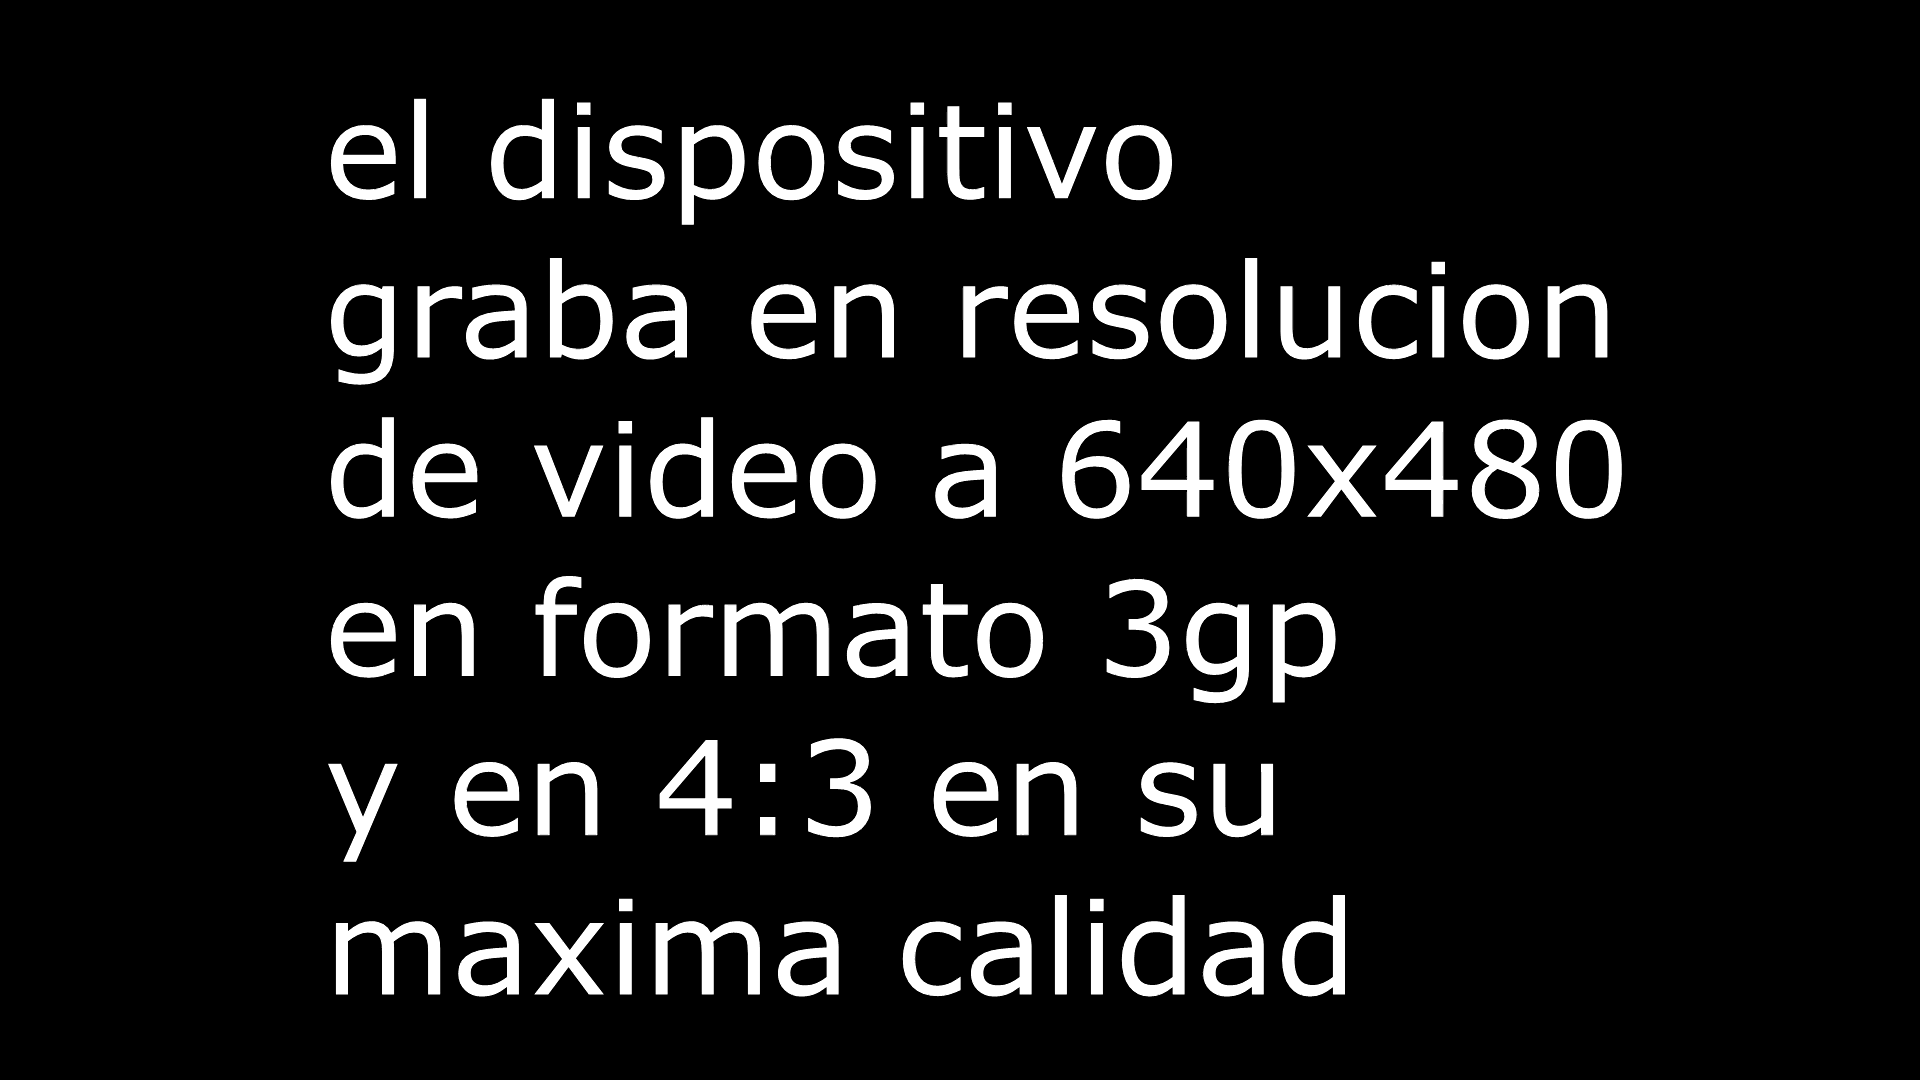 el dispositivo
graba en resolucion
de video a 640x480
en formato 3gp
y en 4:3 en su
maxima calidad